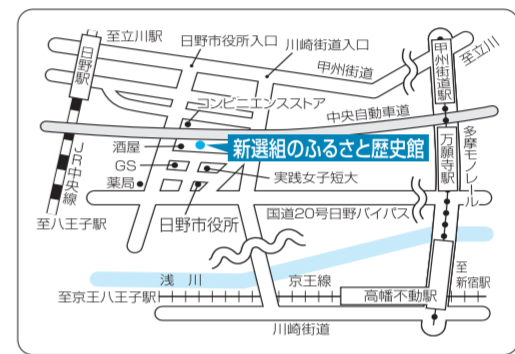 至立川駅
日野市役所入口
川崎街道入口
至立川
日野駅
甲州街道
甲州街道駅
コンビニエンスストア
中央自動車道
酒屋
新選組のふるさと歴史館
万願寺駅
多摩モノレール
JR中央線
GS
実践女子短大
薬局
至八王子駅
日野市役所
国道20号日野バイパス
浅川
京王線
至新宿駅
至京王八王子駅
高幡不動駅
川崎街道